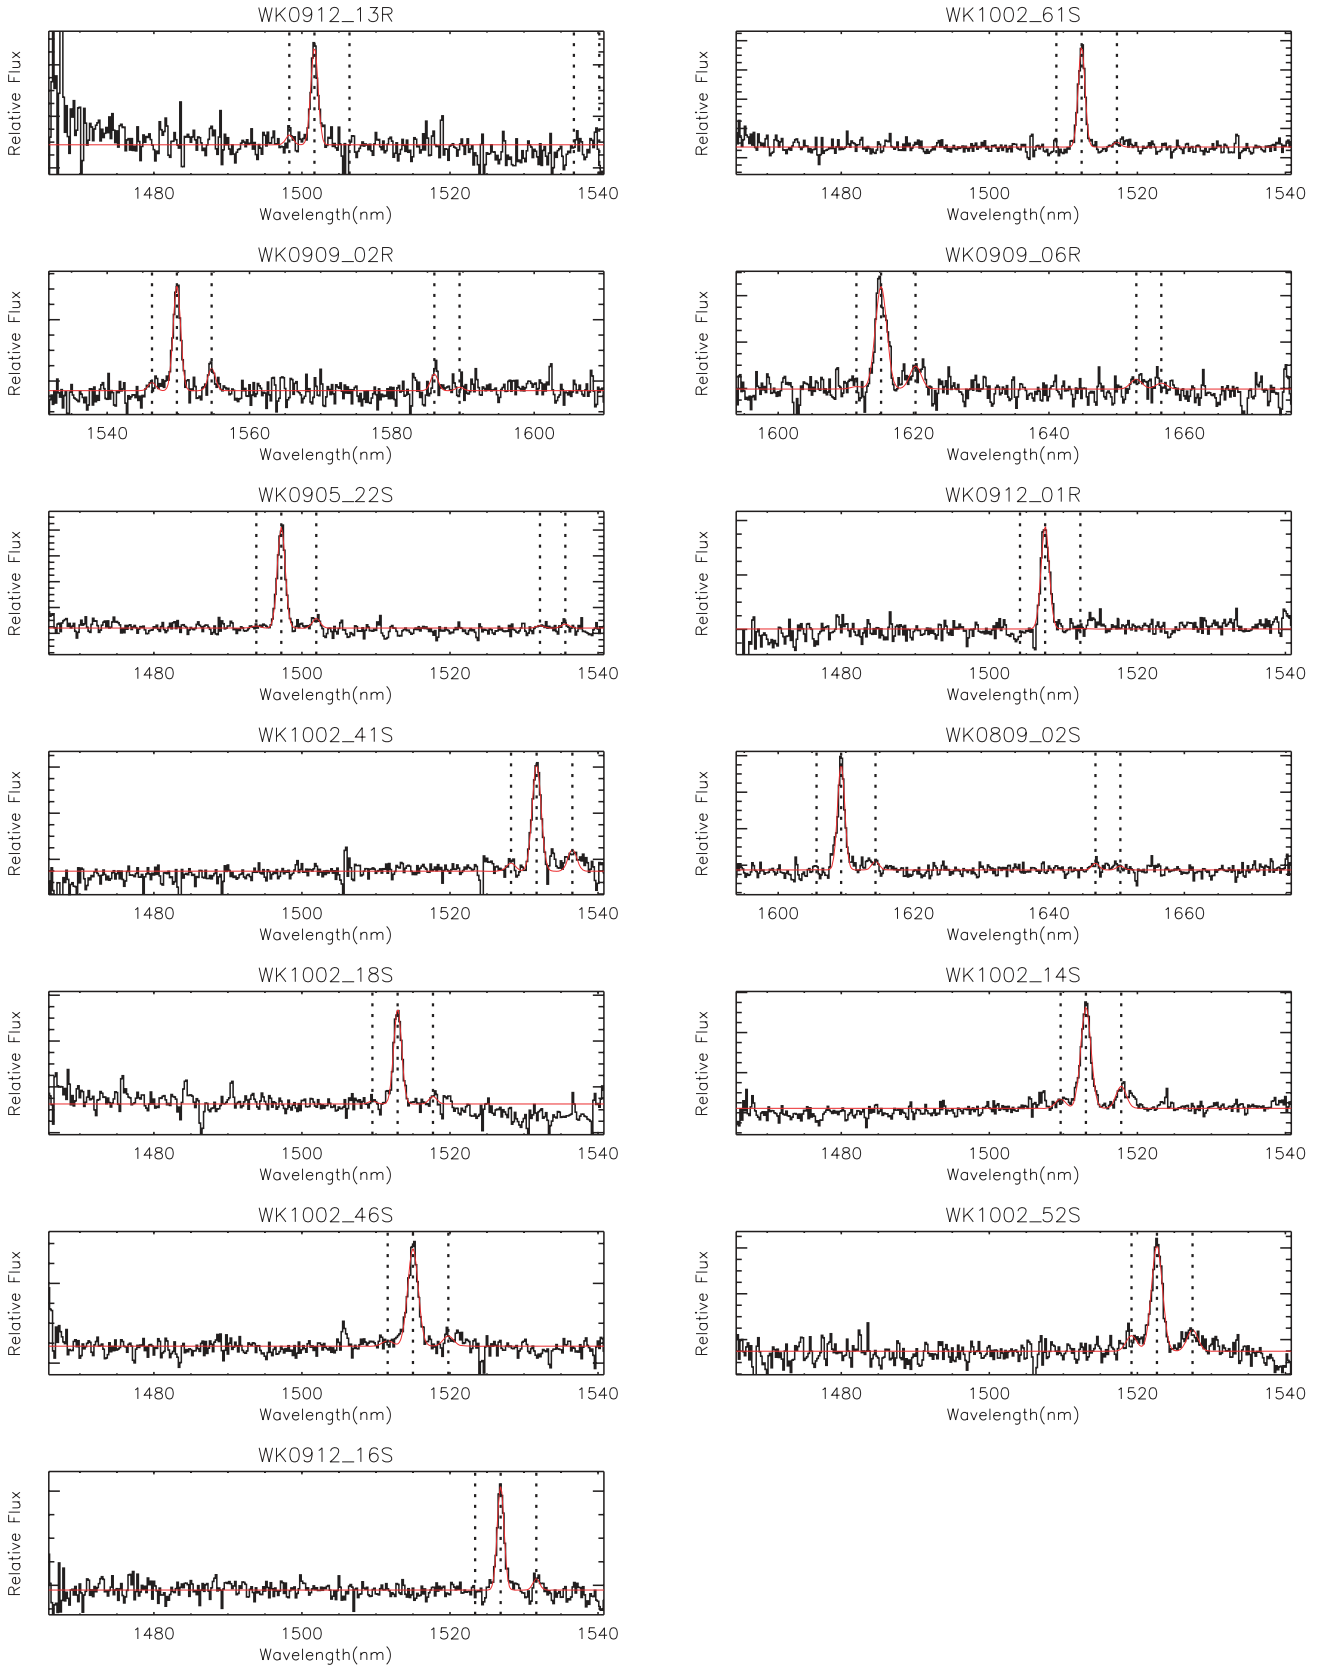 WK0912_13R
Relative Flux
1480 1500 1520 1540
Wavelength(nm)
WK1002_61S
Relative Flux
1480 1500 1520 1540
Wavelength(nm)
WK0909_02R
Relative Flux
1540 1560 1580 1600
Wavelength(nm)
WK0909_06R
Relative Flux
1600 1620 1640 1660
Wavelength(nm)
WK0905_22S
Relative Flux
1480 1500 1520 1540
Wavelength(nm)
WK0912_01R
Relative Flux
1480 1500 1520 1540
Wavelength(nm)
WK1002_41S
Relative Flux
1480 1500 1520 1540
Wavelength(nm)
WK0809_02S
Relative Flux
1600 1620 1640 1660
Wavelength(nm)
WK1002_18S
Relative Flux
1480 1500 1520 1540
Wavelength(nm)
WK1002_14S
Relative Flux
1480 1500 1520 1540
Wavelength(nm)
WK1002_46S
Relative Flux
1480 1500 1520 1540
Wavelength(nm)
WK1002_52S
Relative Flux
1480 1500 1520 1540
Wavelength(nm)
WK0912_16S
Relative Flux
1480 1500 1520 1540
Wavelength(nm)